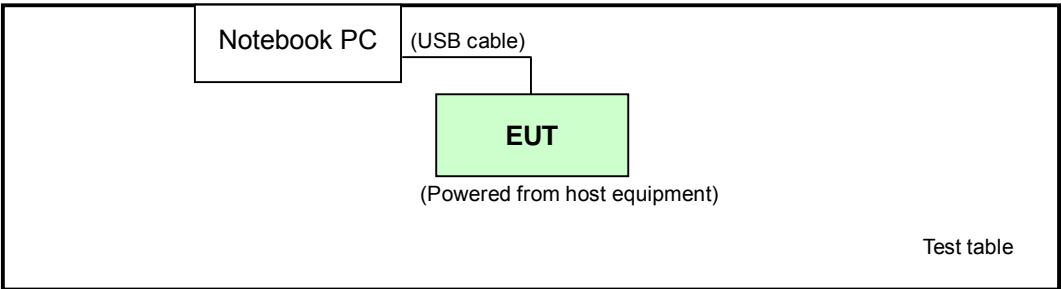 Notebook PC
(USB cable)
EUT
(Powered from host equipment)
Test table